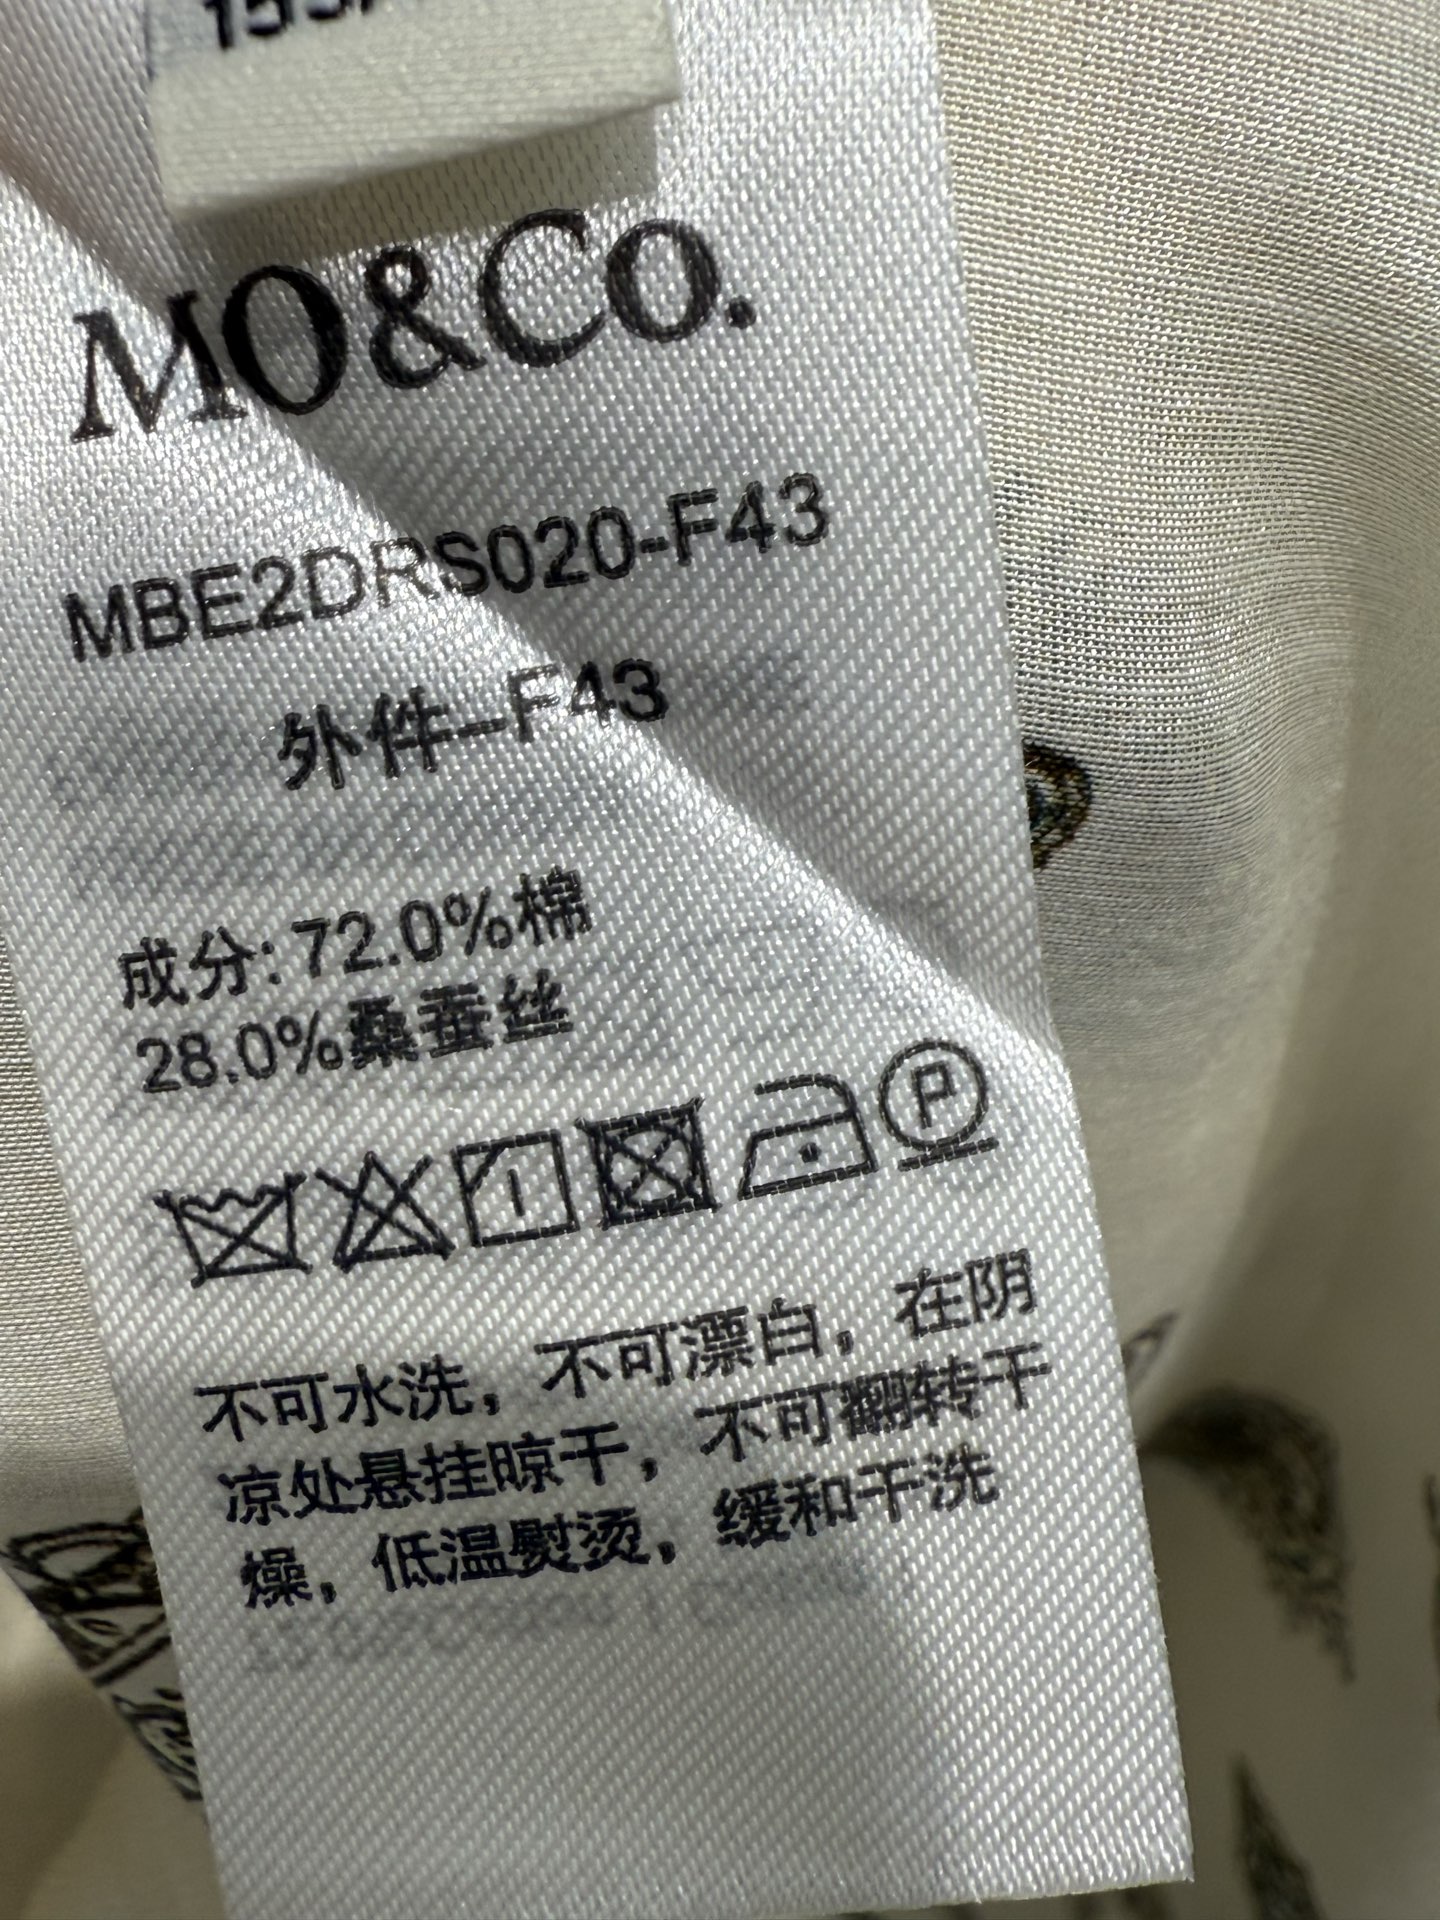 MO&Co.
MBE2DRS020-F43
外件-F43
成分: 72.0%棉
28.0%桑蚕丝
P
不可水洗，不可漂白，在阴
凉处悬挂晾干，不可翻转干
燥，低温熨烫，缓和干洗